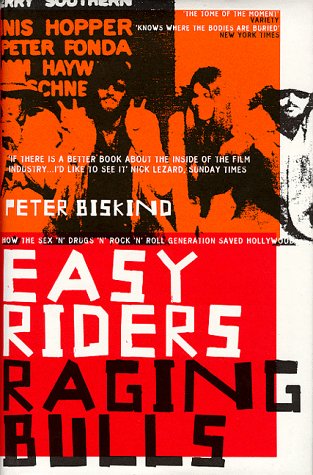 ERRY SOUTHERN
NIS HOPPER
PETER FONDA
HAYW
SCHNE
'THE TOME OF THE MOMENT'
VARIETY
'KNOWS WHERE THE BODIES ARE BURIED'
NEW YORK TIMES
'IF THERE IS A BETTER BOOK ABOUT THE INSIDE OF THE FILM
INDUSTRY...I'D LIKE TO SEE IT' NICK LEZARD, SUNDAY TIMES
PETER BISKIND
HOW THE SEX 'N' DRUGS 'N' ROCK 'N' ROLL GENERATION SAVED HOLLYWOOD
EASY
RIDERS
RAGING
BULLS